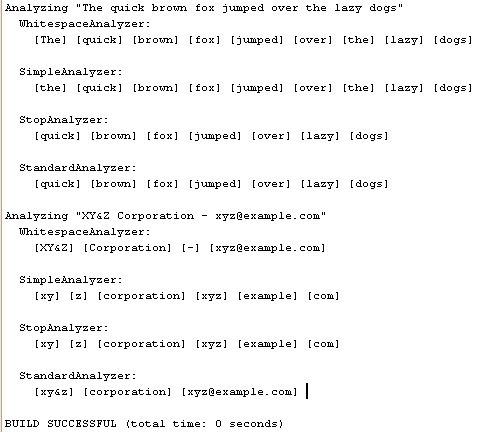 Analyzing "The quick brown fox jumped over the lazy dogs"
WhitespaceAnalyzer:
[The] [quick] [brown] [fox] [jumped] [over] [the] [lazy] [dogs]
SimpleAnalyzer:
[the] [quick] [brown] [fox] [jumped] [over] [the] [lazy] [dogs]
StopAnalyzer:
[quick] [brown] [fox] [jumped] [over] [lazy] [dogs]
StandardAnalyzer:
[quick] [brown] [fox] [jumped] [over] [lazy] [dogs]
Analyzing "XY&Z Corporation - xyz@example.com"
WhitespaceAnalyzer:
[XY&Z] [Corporation] [-] [xyz@example.com]
SimpleAnalyzer:
[xy] [z] [corporation] [xyz] [example] [com]
StopAnalyzer:
[xy] [z] [corporation] [xyz] [example] [com]
StandardAnalyzer:
[xy&z] [corporation] [xyz@example.com]
BUILD SUCCESSFUL (total time: 0 seconds)